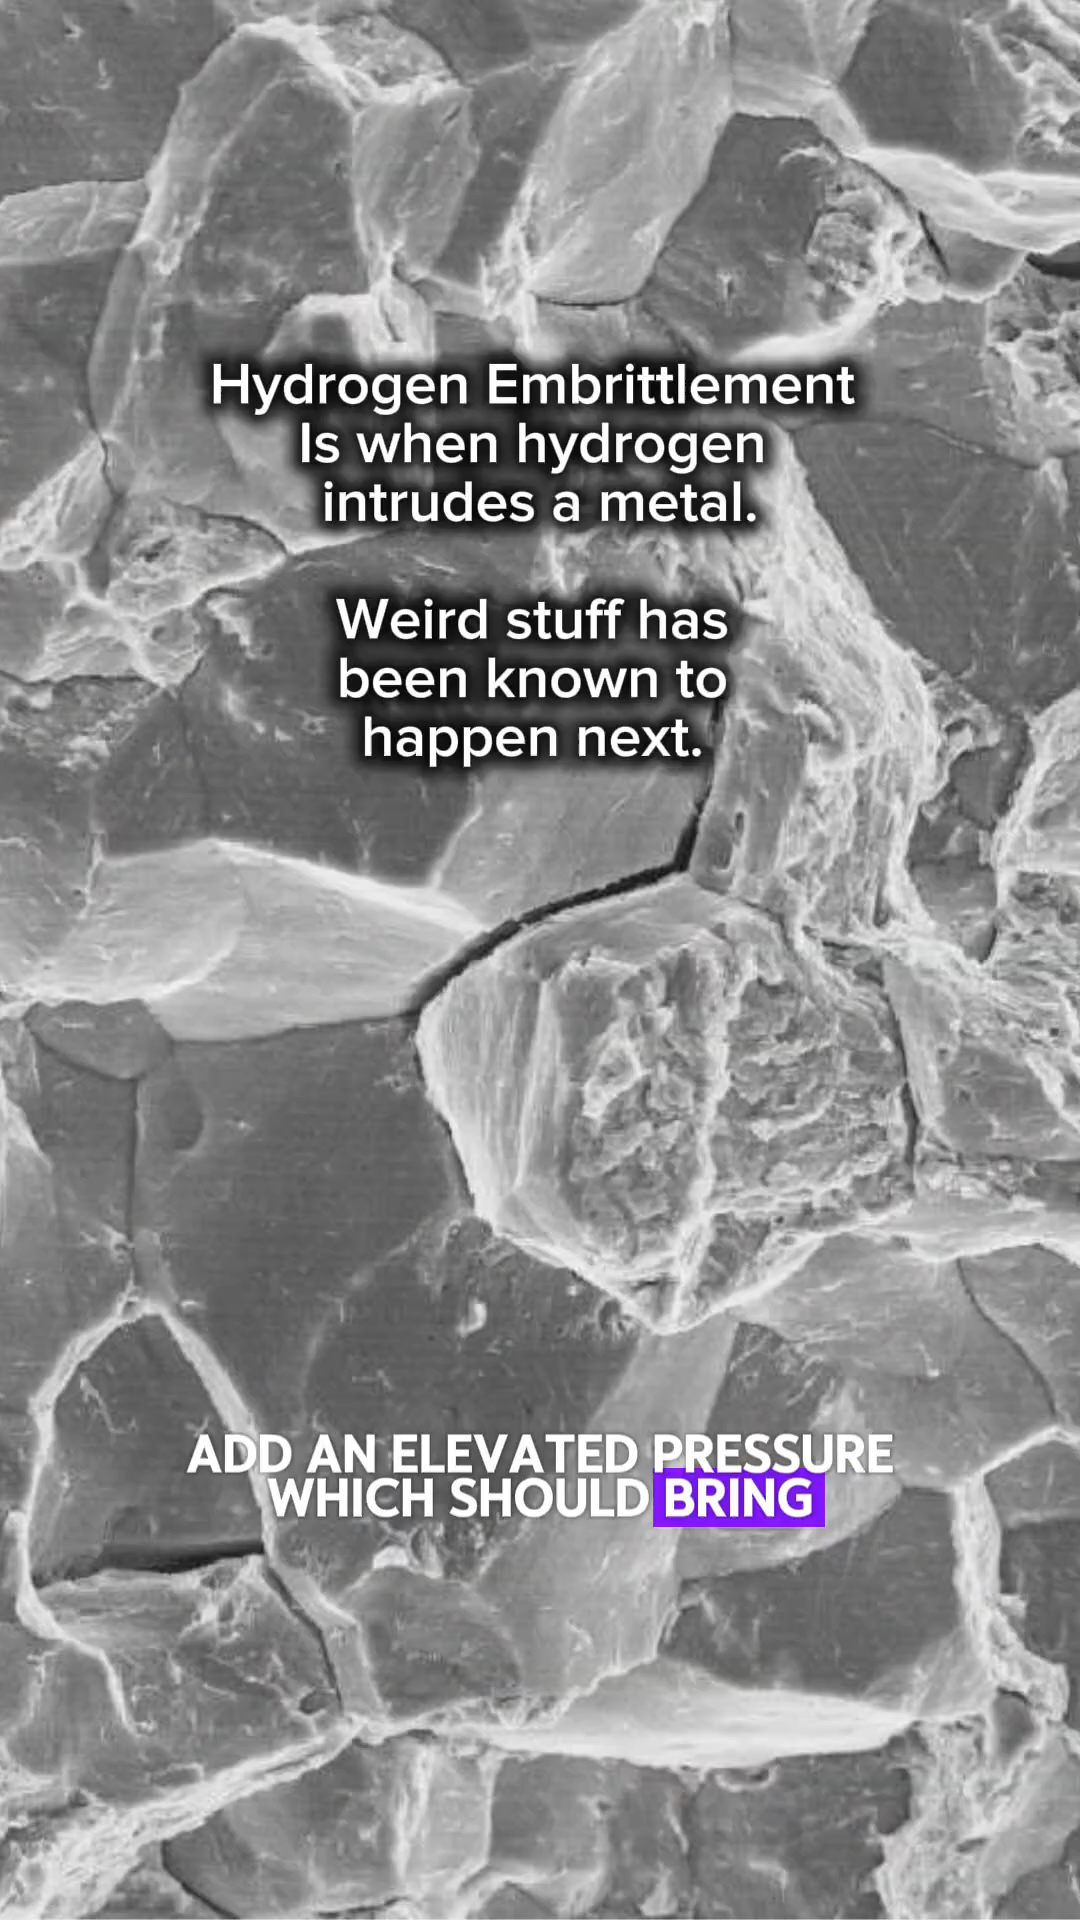 Hydrogen Embrittlement
Is when hydrogen
intrudes a metal.
Weird stuff has
been known to
happen next.
ADD AN ELEVATED PRESSURE
WHICH SHOULD BRING